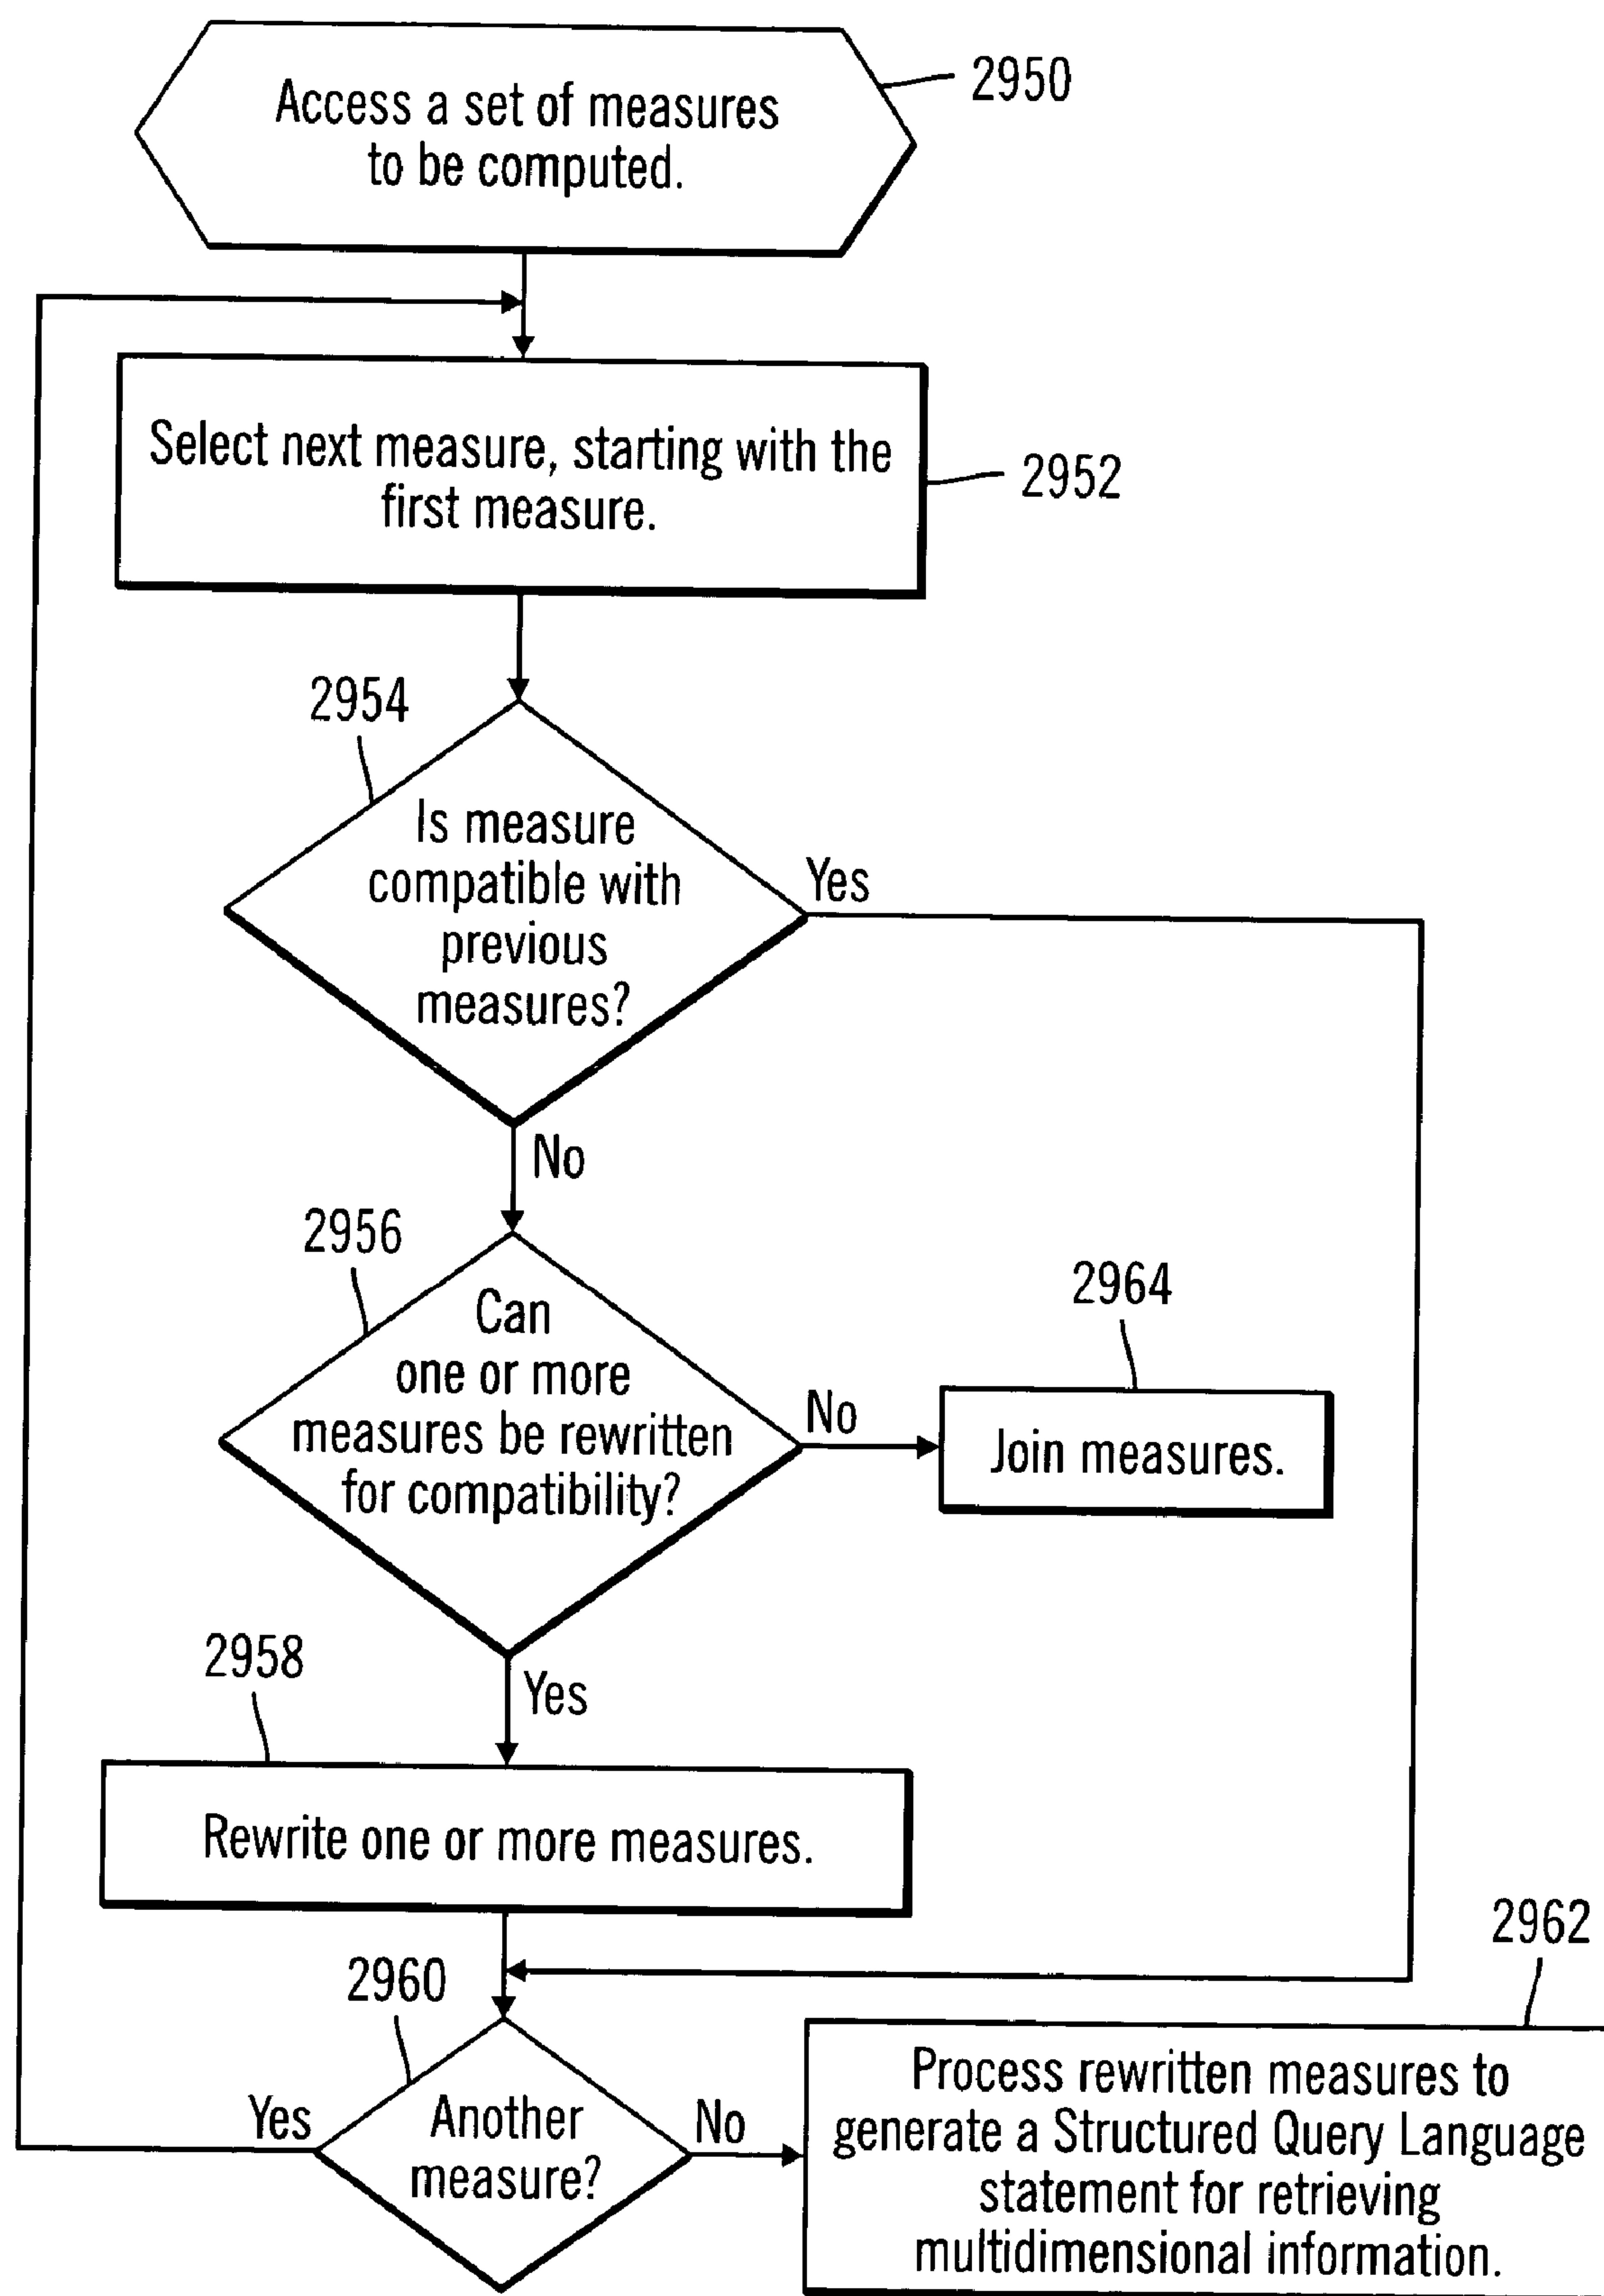 Access a set of measures
to be computed.
2950
Select next measure, starting with the
first measure.
2952
2954
Is measure
compatible with
previous
measures?
Yes
No
2956
Can
one or more
measures be rewritten
for compatibility?
No
2964
Join measures.
Yes
2958
Rewrite one or more measures.
2960
Another
measure?
Yes
No
2962
Process rewritten measures to
generate a Structured Query Language
statement for retrieving
multidimensional information.